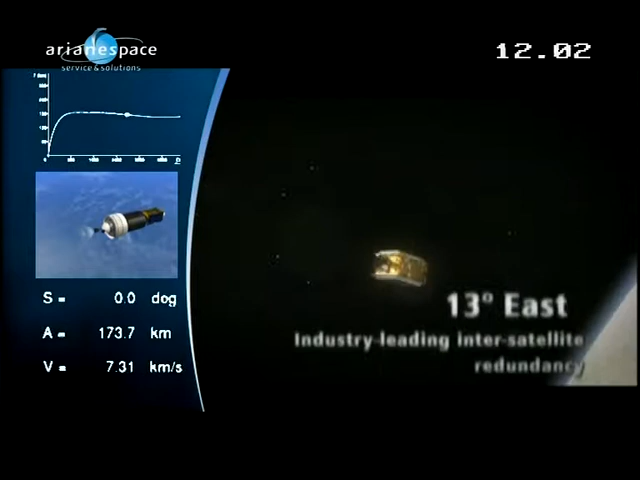 arianespace
service & solutions
12.02
S = 0.0 deg
A = 173.7 km
V = 7.31 km/s
13° East
Industry-leading inter-satellite
redundancy